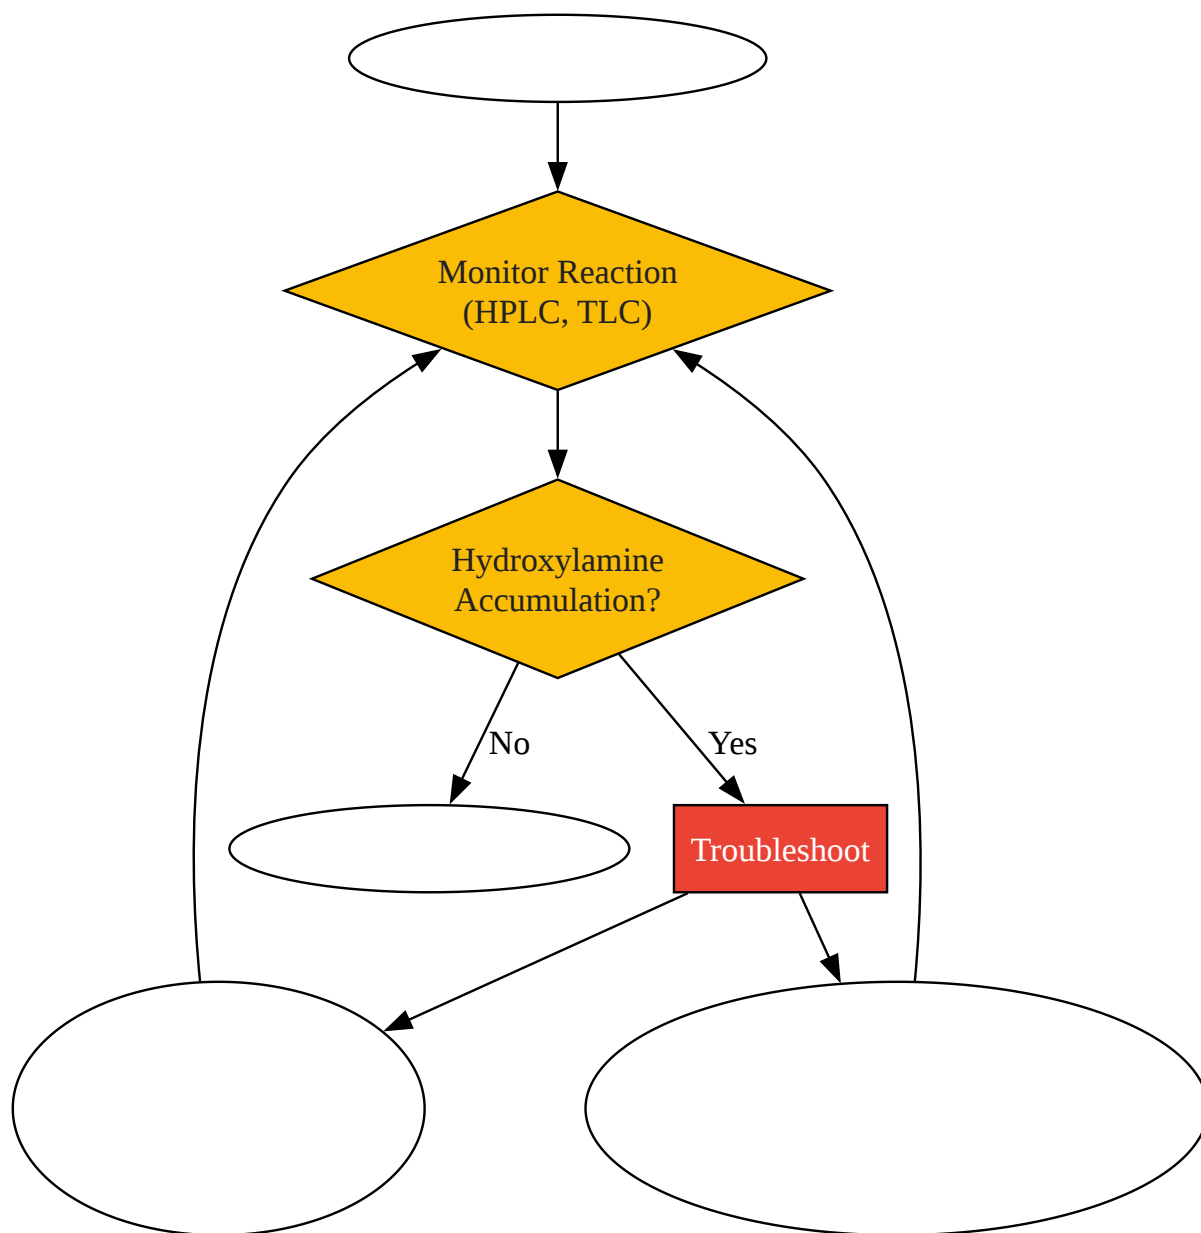 Monitor Reaction
(HPLC, TLC)
Hydroxylamine
Accumulation?
No
Yes
Troubleshoot